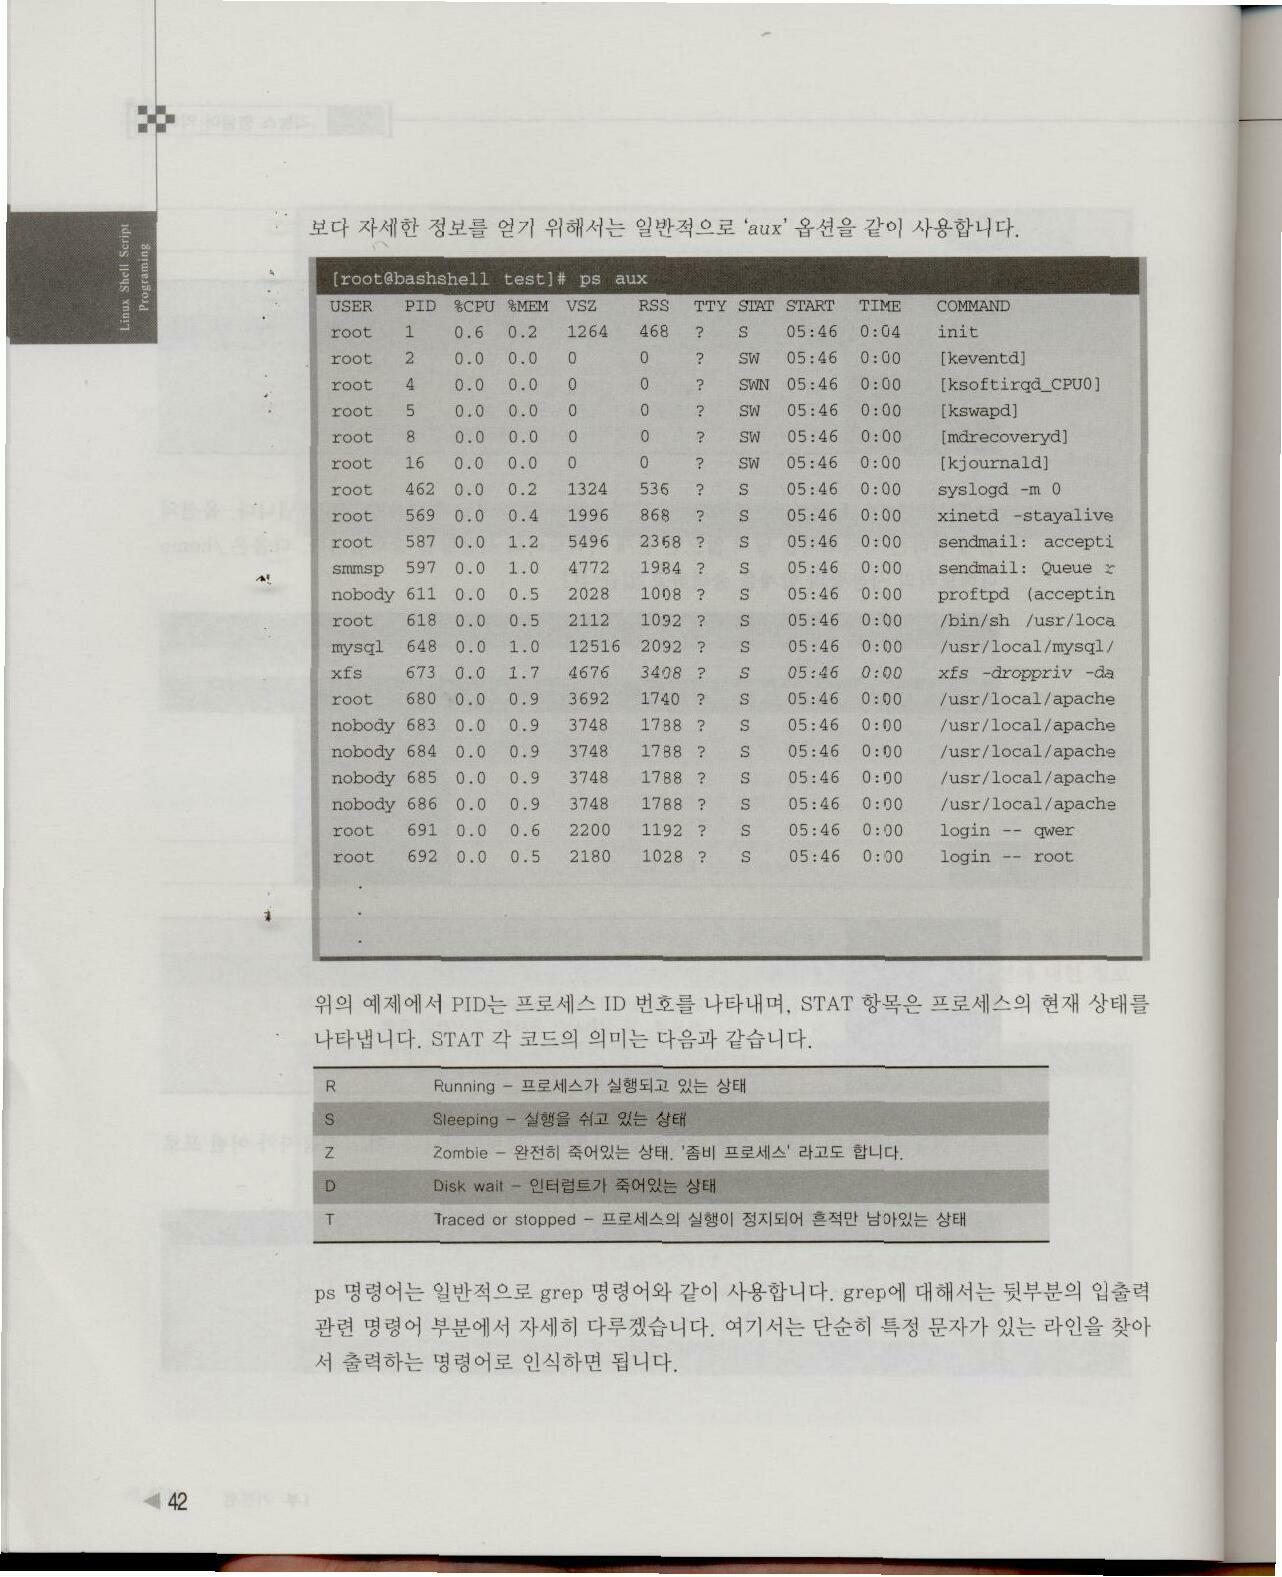 Linux Shell Script
Programing
보다 자세한 정보를 얻기 위해서는 일반적으로 ‘aux’ 옵션을 같이 사용합니다.
[root@bashshell test]# ps aux
USER PID %CPU %MEM VSZ RSS TTY STAT START TIME COMMAND
root 1 0.6 0.2 1264 468 ? S 05:46 0:04 init
root 2 0.0 0.0 0 0 ? SW 05:46 0:00 [keventd]
root 4 0.0 0.0 0 0 ? SWN 05:46 0:00 [ksoftirqd_CPU0]
root 5 0.0 0.0 0 0 ? SW 05:46 0:00 [kswapd]
root 8 0.0 0.0 0 0 ? SW 05:46 0:00 [mdrecoveryd]
root 16 0.0 0.0 0 0 ? SW 05:46 0:00 [kjournald]
root 462 0.0 0.2 1324 536 ? S 05:46 0:00 syslogd -m 0
root 569 0.0 0.4 1996 868 ? S 05:46 0:00 xinetd -stayalive
root 587 0.0 1.2 5496 2368 ? S 05:46 0:00 sendmail: accepti
smmsp 597 0.0 1.0 4772 1984 ? S 05:46 0:00 sendmail: Queue r
nobody 611 0.0 0.5 2028 1008 ? S 05:46 0:00 proftpd (acceptin
root 618 0.0 0.5 2112 1092 ? S 05:46 0:00 /bin/sh /usr/loca
mysql 648 0.0 1.0 12516 2092 ? S 05:46 0:00 /usr/local/mysql/
xfs 673 0.0 1.7 4676 3408 ? S 05:46 0:00 xfs -droppriv -da
root 680 0.0 0.9 3692 1740 ? S 05:46 0:00 /usr/local/apache
nobody 683 0.0 0.9 3748 1788 ? S 05:46 0:00 /usr/local/apache
nobody 684 0.0 0.9 3748 1788 ? S 05:46 0:00 /usr/local/apache
nobody 685 0.0 0.9 3748 1788 ? S 05:46 0:00 /usr/local/apache
nobody 686 0.0 0.9 3748 1788 ? S 05:46 0:00 /usr/local/apache
root 691 0.0 0.6 2200 1192 ? S 05:46 0:00 login -- qwer
root 692 0.0 0.5 2180 1028 ? S 05:46 0:00 login -- root
.
.
위의 예제에서 PID는 프로세스 ID 번호를 나타내며, STAT 항목은 프로세스의 현재 상태를
나타냅니다. STAT 각 코드의 의미는 다음과 같습니다.
R Running – 프로세스가 실행되고 있는 상태
S Sleeping – 실행을 쉬고 있는 상태
Z Zombie – 완전히 죽어있는 상태. '좀비 프로세스' 라고도 합니다.
D Disk wait – 인터럽트가 죽어있는 상태
T Traced or stopped – 프로세스의 실행이 정지되어 흔적만 남아있는 상태
ps 명령어는 일반적으로 grep 명령어와 같이 사용합니다. grep에 대해서는 뒷부분의 입출력
관련 명령어 부분에서 자세히 다루겠습니다. 여기서는 단순히 특정 문자가 있는 라인을 찾아
서 출력하는 명령어로 인식하면 됩니다.
◀ 42